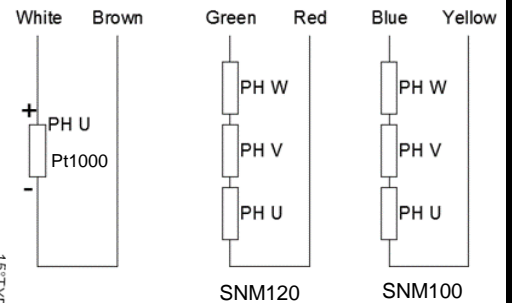 White Brown Green Red Blue Yellow
+
PH U
Pt1000
-
PH W
PH V
PH U
SNM120
PH W
PH V
PH U
SNM100